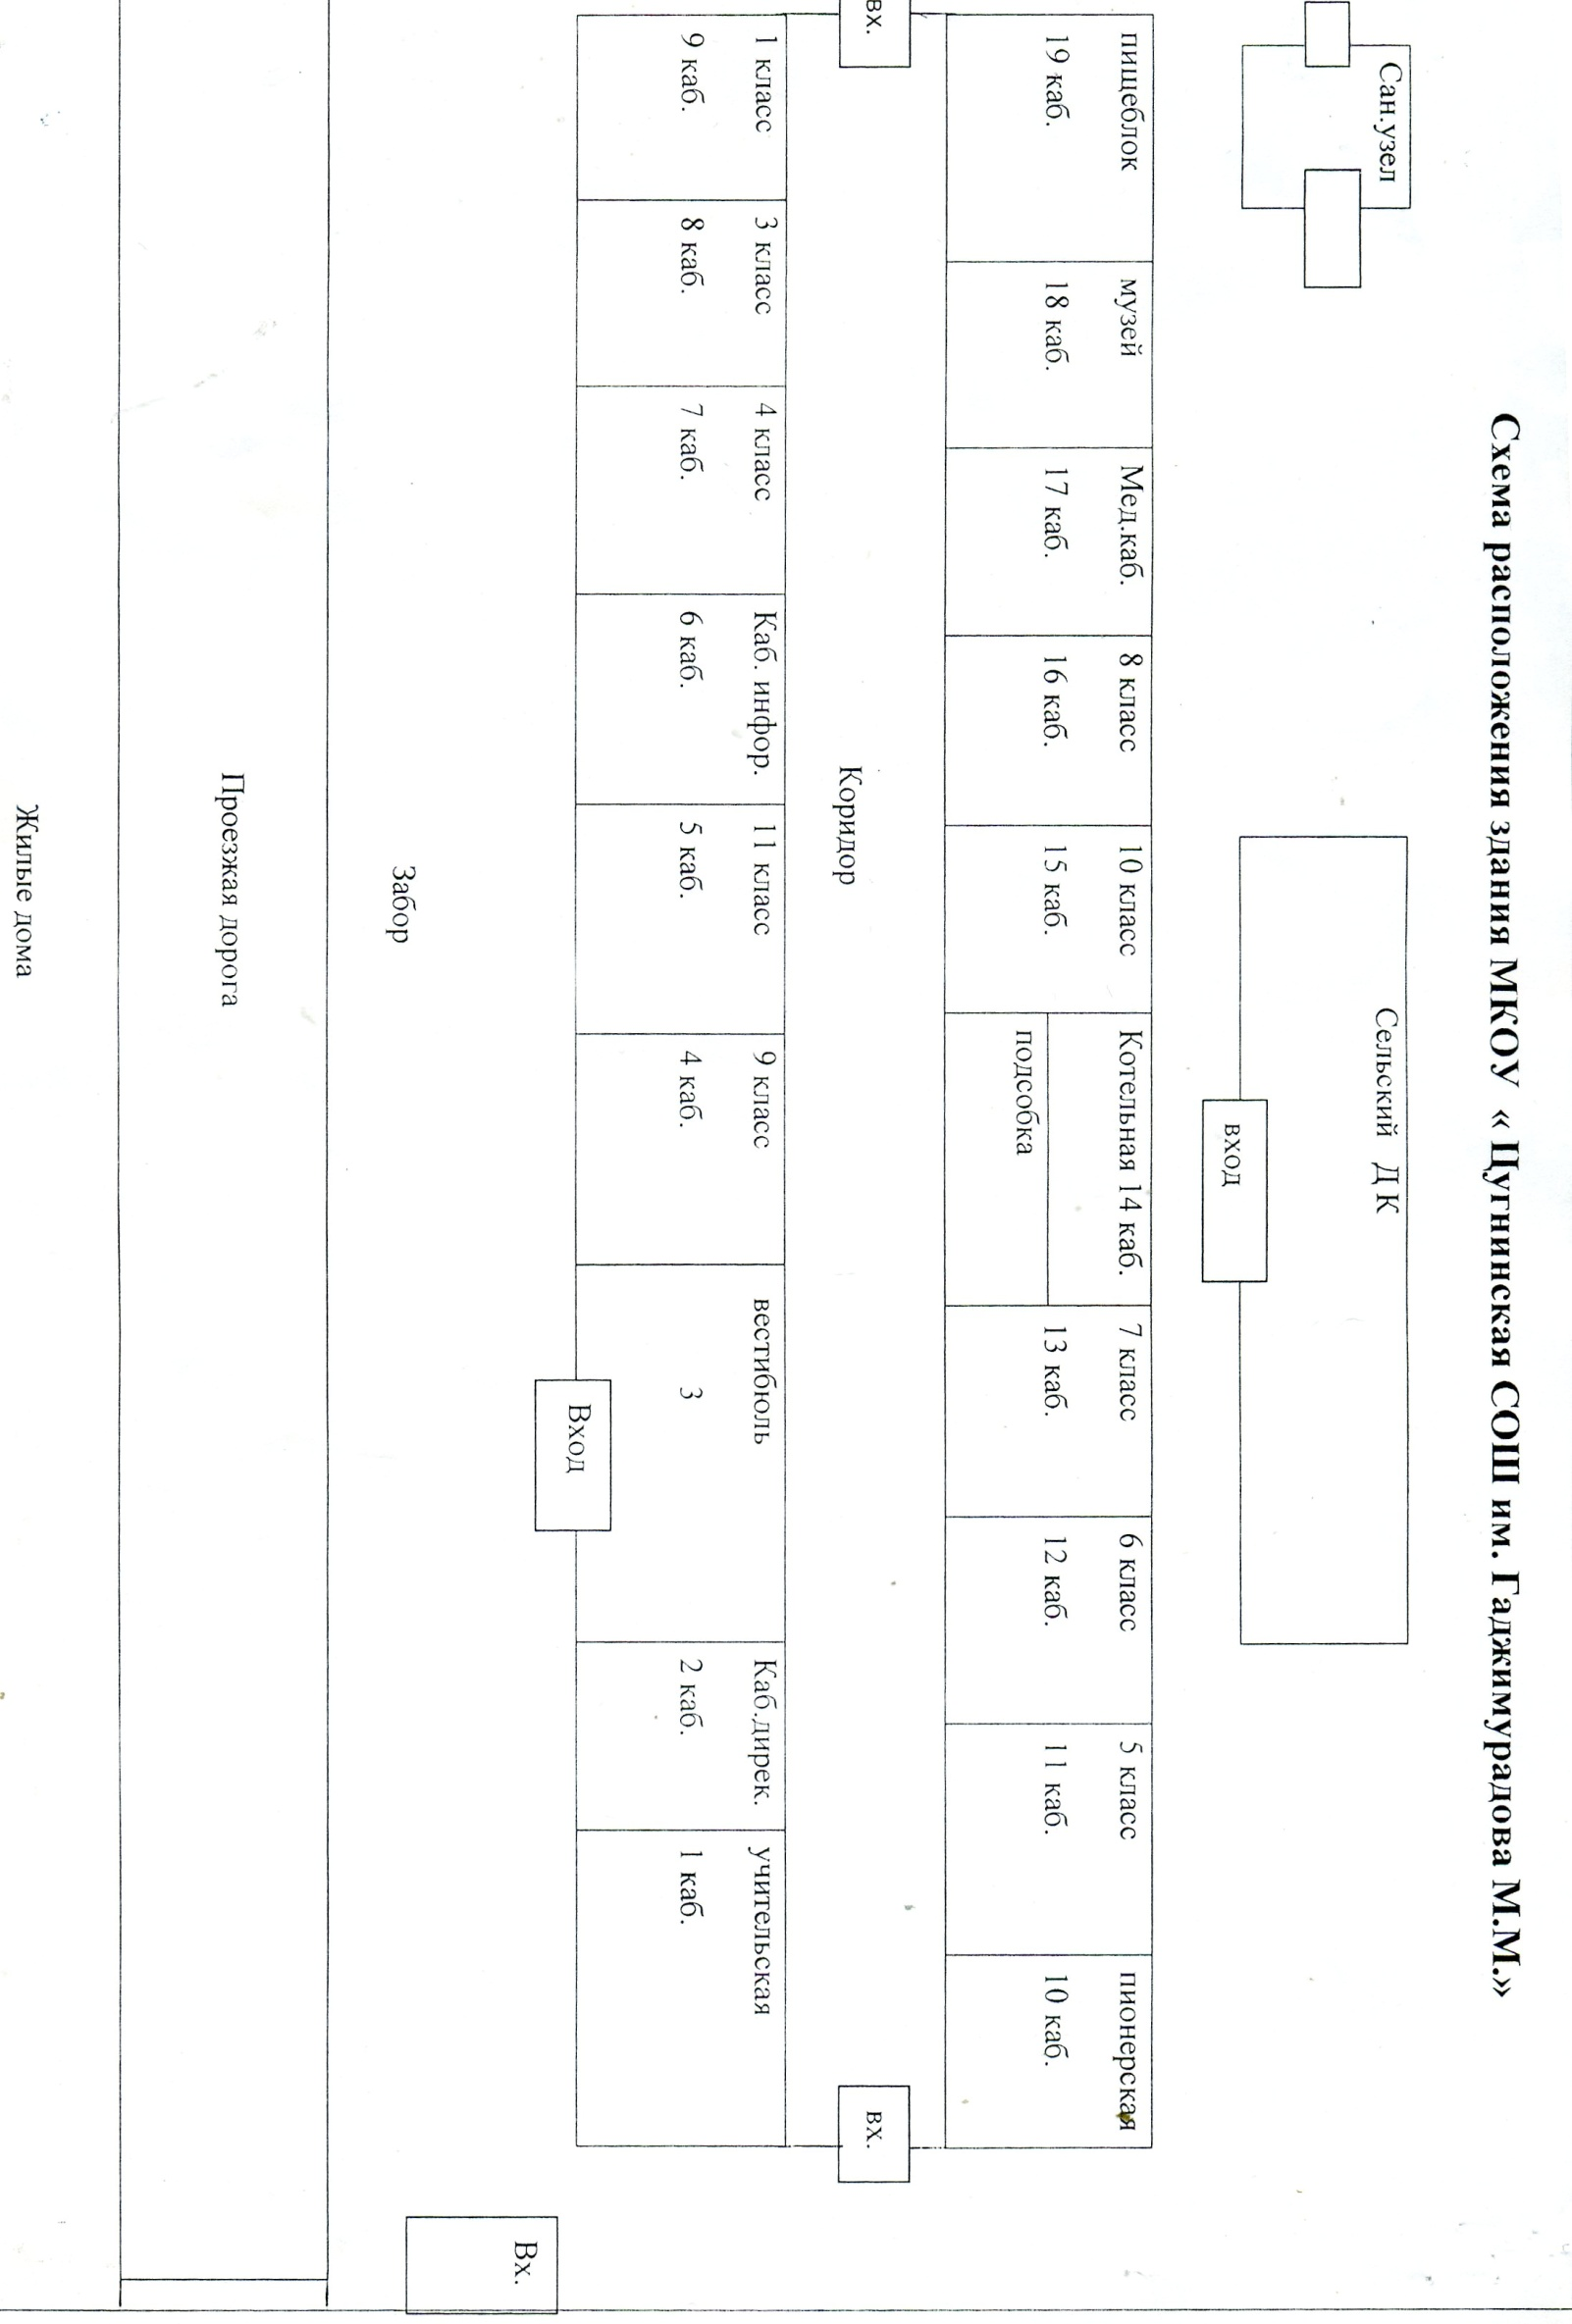 Схема расположения здания МКОУ « Цугнинская СОШ им. Гаджимурадова М.М.»
Сан.узел
Сельский ДК
вход
пищеблок
19 каб.
музей
18 каб.
Мед.каб.
17 каб.
8 класс
16 каб.
10 класс
15 каб.
Котельная 14 каб.
подсобка
7 класс
13 каб.
6 класс
12 каб.
5 класс
11 каб.
пионерская
10 каб.
вх.
Коридор
вх.
1 класс
9 каб.
3 класс
8 каб.
4 класс
7 каб.
Каб. инфор.
6 каб.
11 класс
5 каб.
9 класс
4 каб.
вестибюль
3
Каб.дирек.
2 каб.
учительская
1 каб.
Вход
Вх.
Забор
Проезжая дорога
Жилые дома